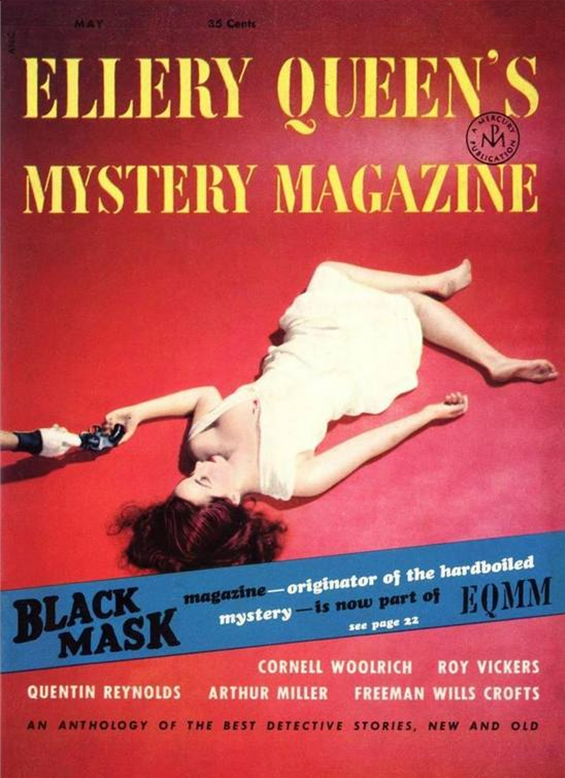 MAY 35 Cents
ELLERY QUEEN'S
A MERCURY PUBLICATION
MYSTERY MAGAZINE
BLACK MASK
magazine—originator of the hardboiled
mystery—is now part of EQMM
see page 22
CORNELL WOOLRICH ROY VICKERS
QUENTIN REYNOLDS ARTHUR MILLER FREEMAN WILLS CROFTS
AN ANTHOLOGY OF THE BEST DETECTIVE STORIES, NEW AND OLD